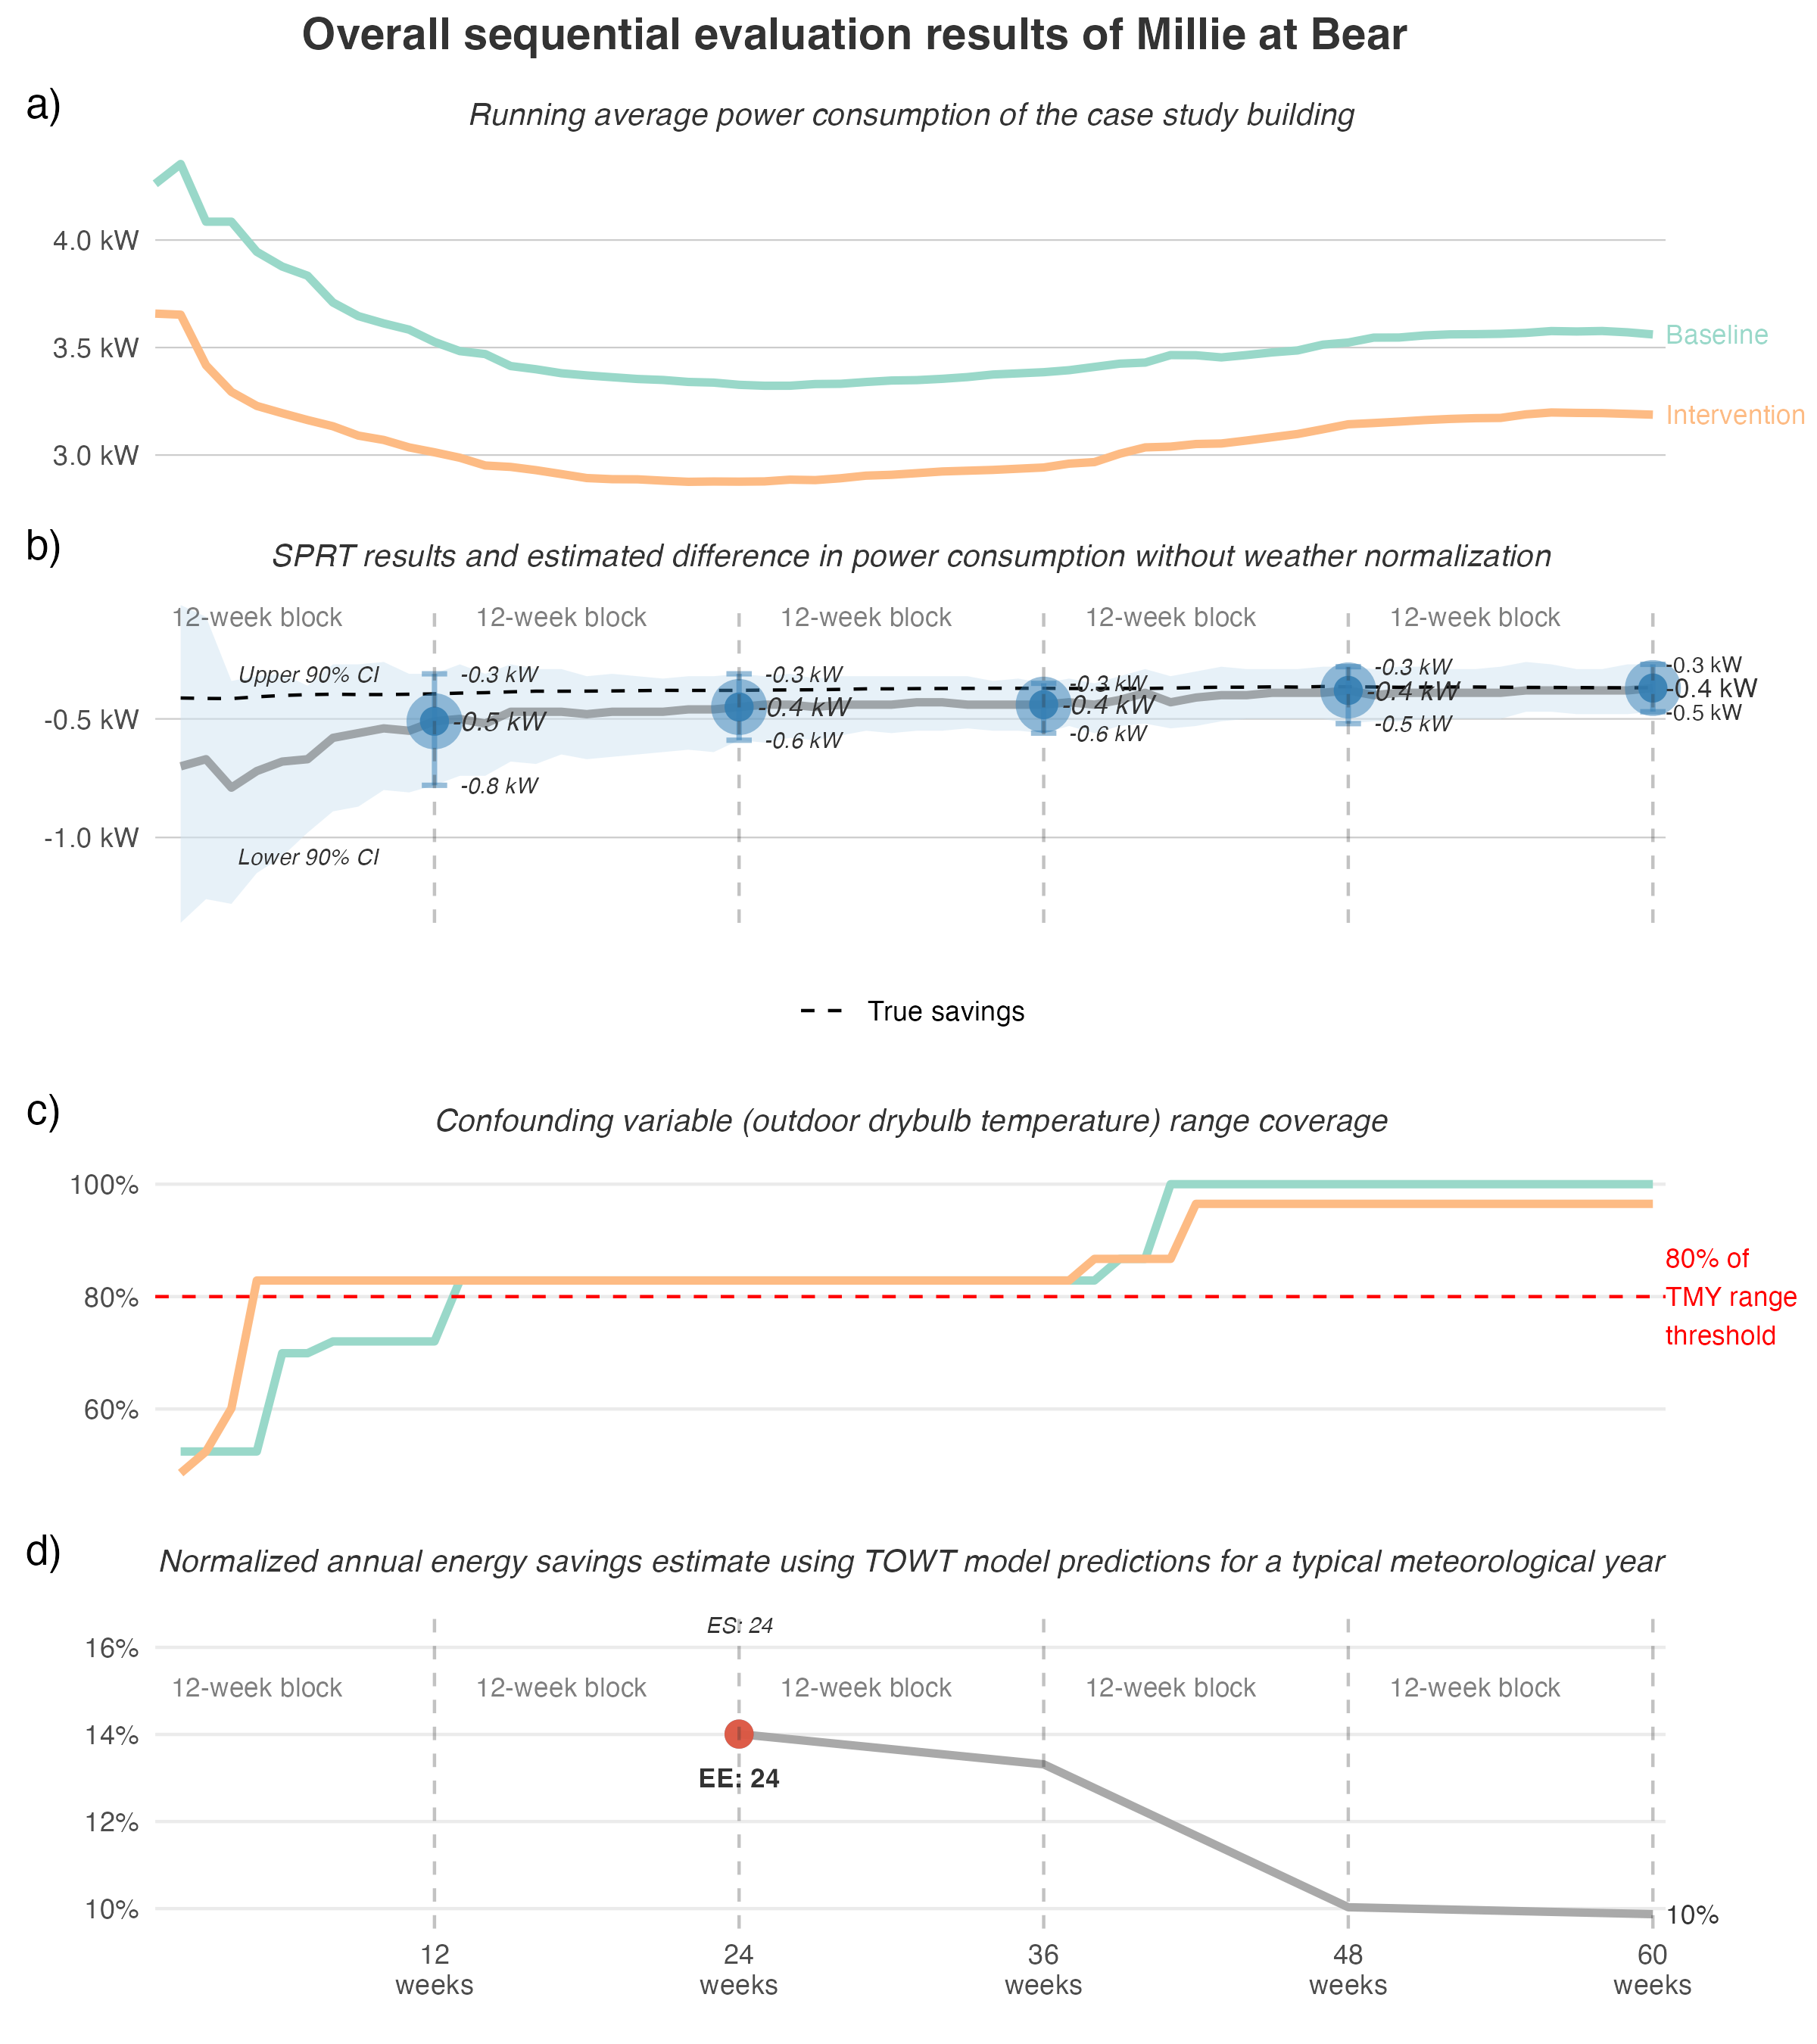 Overall sequential evaluation results of Millie at Bear
a)
Running average power consumption of the case study building
4.0 kW
3.5 kW
3.0 kW
Baseline
Intervention
b)
SPRT results and estimated difference in power consumption without weather normalization
12-week block 12-week block 12-week block 12-week block 12-week block
Upper 90% CI
-0.3 kW -0.3 kW -0.3 kW -0.3 kW -0.3 kW
-0.5 kW -0.4 kW -0.4 kW -0.4 kW -0.4 kW
-0.8 kW -0.6 kW -0.6 kW -0.5 kW -0.5 kW
-0.5 kW
-1.0 kW
Lower 90% CI
True savings
c)
Confounding variable (outdoor drybulb temperature) range coverage
100%
80%
60%
80% of
TMY range
threshold
d)
Normalized annual energy savings estimate using TOWT model predictions for a typical meteorological year
ES: 24
16%
12-week block 12-week block 12-week block 12-week block 12-week block
14%
EE: 24
12%
10%
10%
12 24 36 48 60
weeks weeks weeks weeks weeks